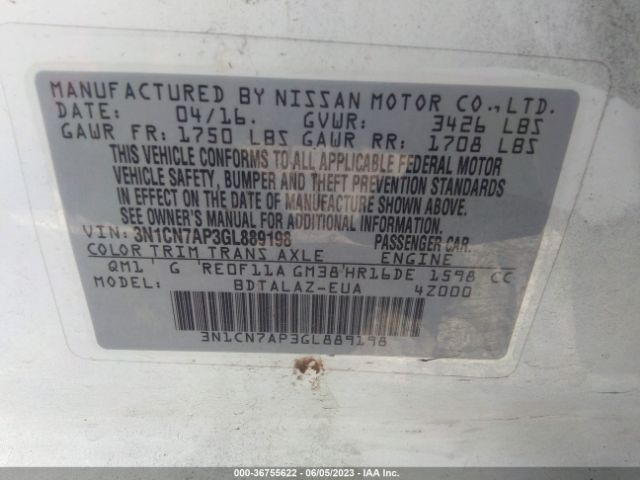 MANUFACTURED BY NISSAN MOTOR CO., LTD.
DATE: 04/16. GVWR: 3426 LBS
GAWR FR: 1750 LBS GAWR RR: 1708 LBS
THIS VEHICLE CONFORMS TO ALL APPLICABLE FEDERAL MOTOR
VEHICLE SAFETY, BUMPER AND THEFT PREVENTION STANDARDS
IN EFFECT ON THE DATE OF MANUFACTURE SHOWN ABOVE.
SEE OWNER'S MANUAL FOR ADDITIONAL INFORMATION.
VIN: 3N1CN7AP3GL889198 PASSENGER CAR.
COLOR TRIM TRANS AXLE ENGINE
QM1 G RE0F11A GM38 HR16DE 1598 CC
MODEL: BDTALAZ-EUA 4Z000
3N1CN7AP3GL889198
000-36755622 - 06/05/2023 - IAA Inc.